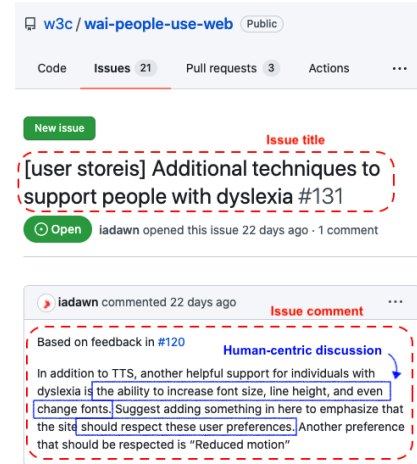 w3c / wai-people-use-web Public
Code Issues 21 Pull requests 3 Actions ...
New issue
Issue title
[user storeis] Additional techniques to
support people with dyslexia #131
Open iadawn opened this issue 22 days ago · 1 comment
iadawn commented 22 days ago ...
Issue comment
Based on feedback in #120
Human-centric discussion
In addition to TTS, another helpful support for individuals with
dyslexia is the ability to increase font size, line height, and even
change fonts. Suggest adding something in here to emphasize that
the site should respect these user preferences. Another preference
that should be respected is “Reduced motion”